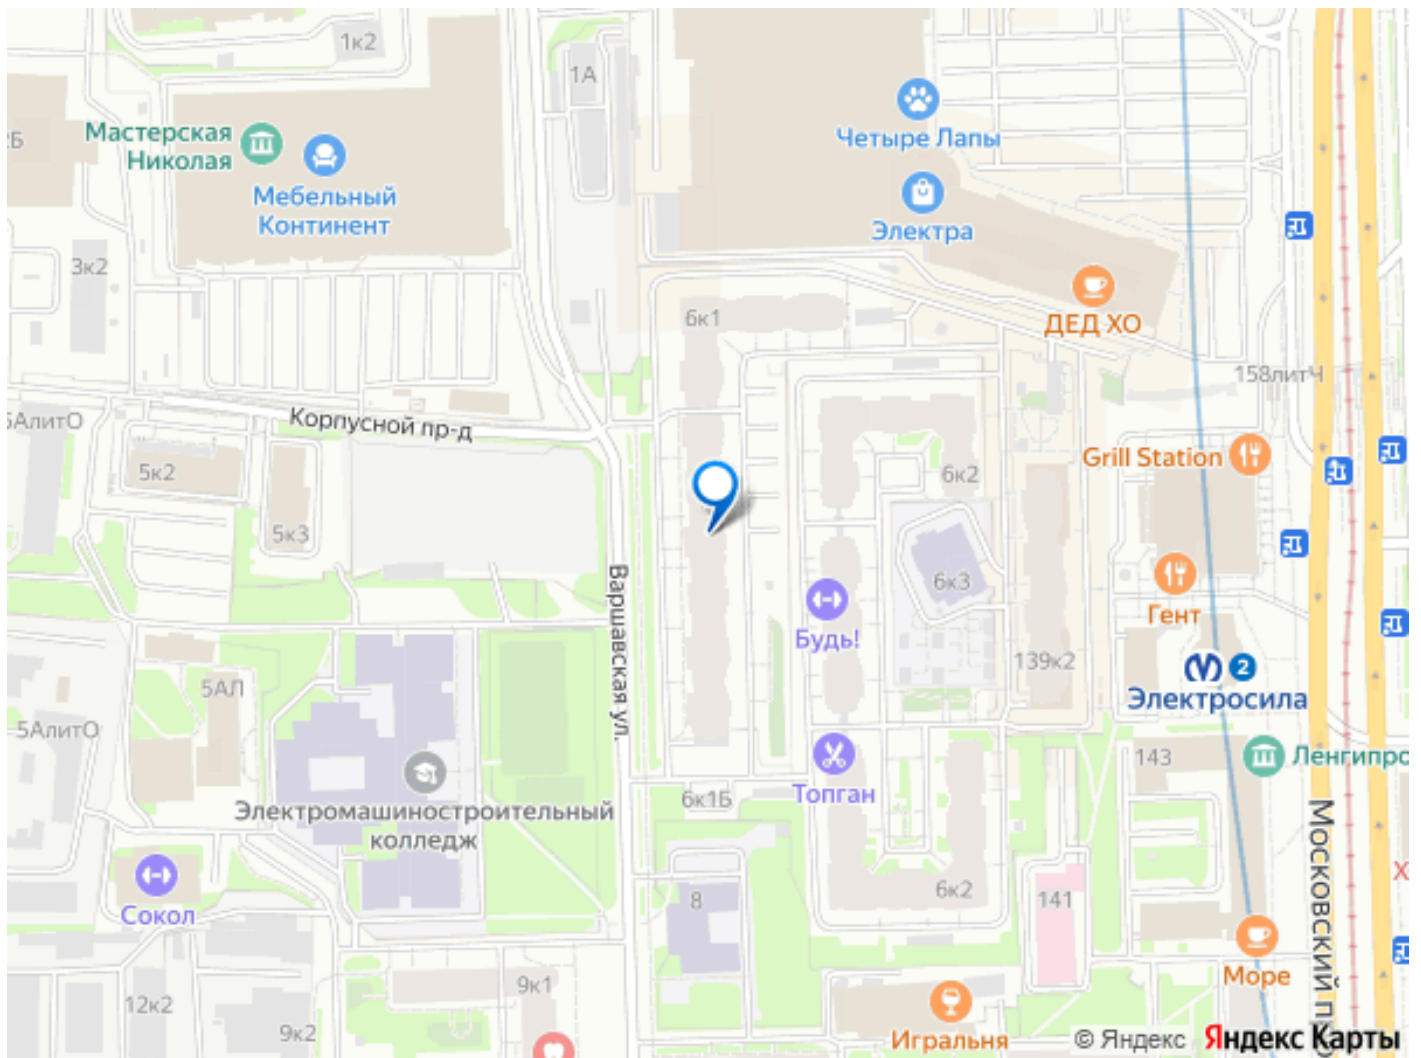 1к2
1А
Мастерская
Николая
2Б
Мебельный
Континент
Четыре Лапы
Электра
3к2
ДЕД ХО
6к1
158литЧ
5АлитО
Корпусной пр-д
Grill Station
5к2
6к2
5к3
6к3
Варшавская ул.
Будь!
Гент
139к2
2
Электросила
5АЛ
5АлитО
143
Ленгипро
Топган
6к1Б
Электромашиностроительный
колледж
Московский п
Х
Сокол
8
6к2
141
Море
9к1
12к2
9к2
Игральня
© Яндекс Яндекс Карты